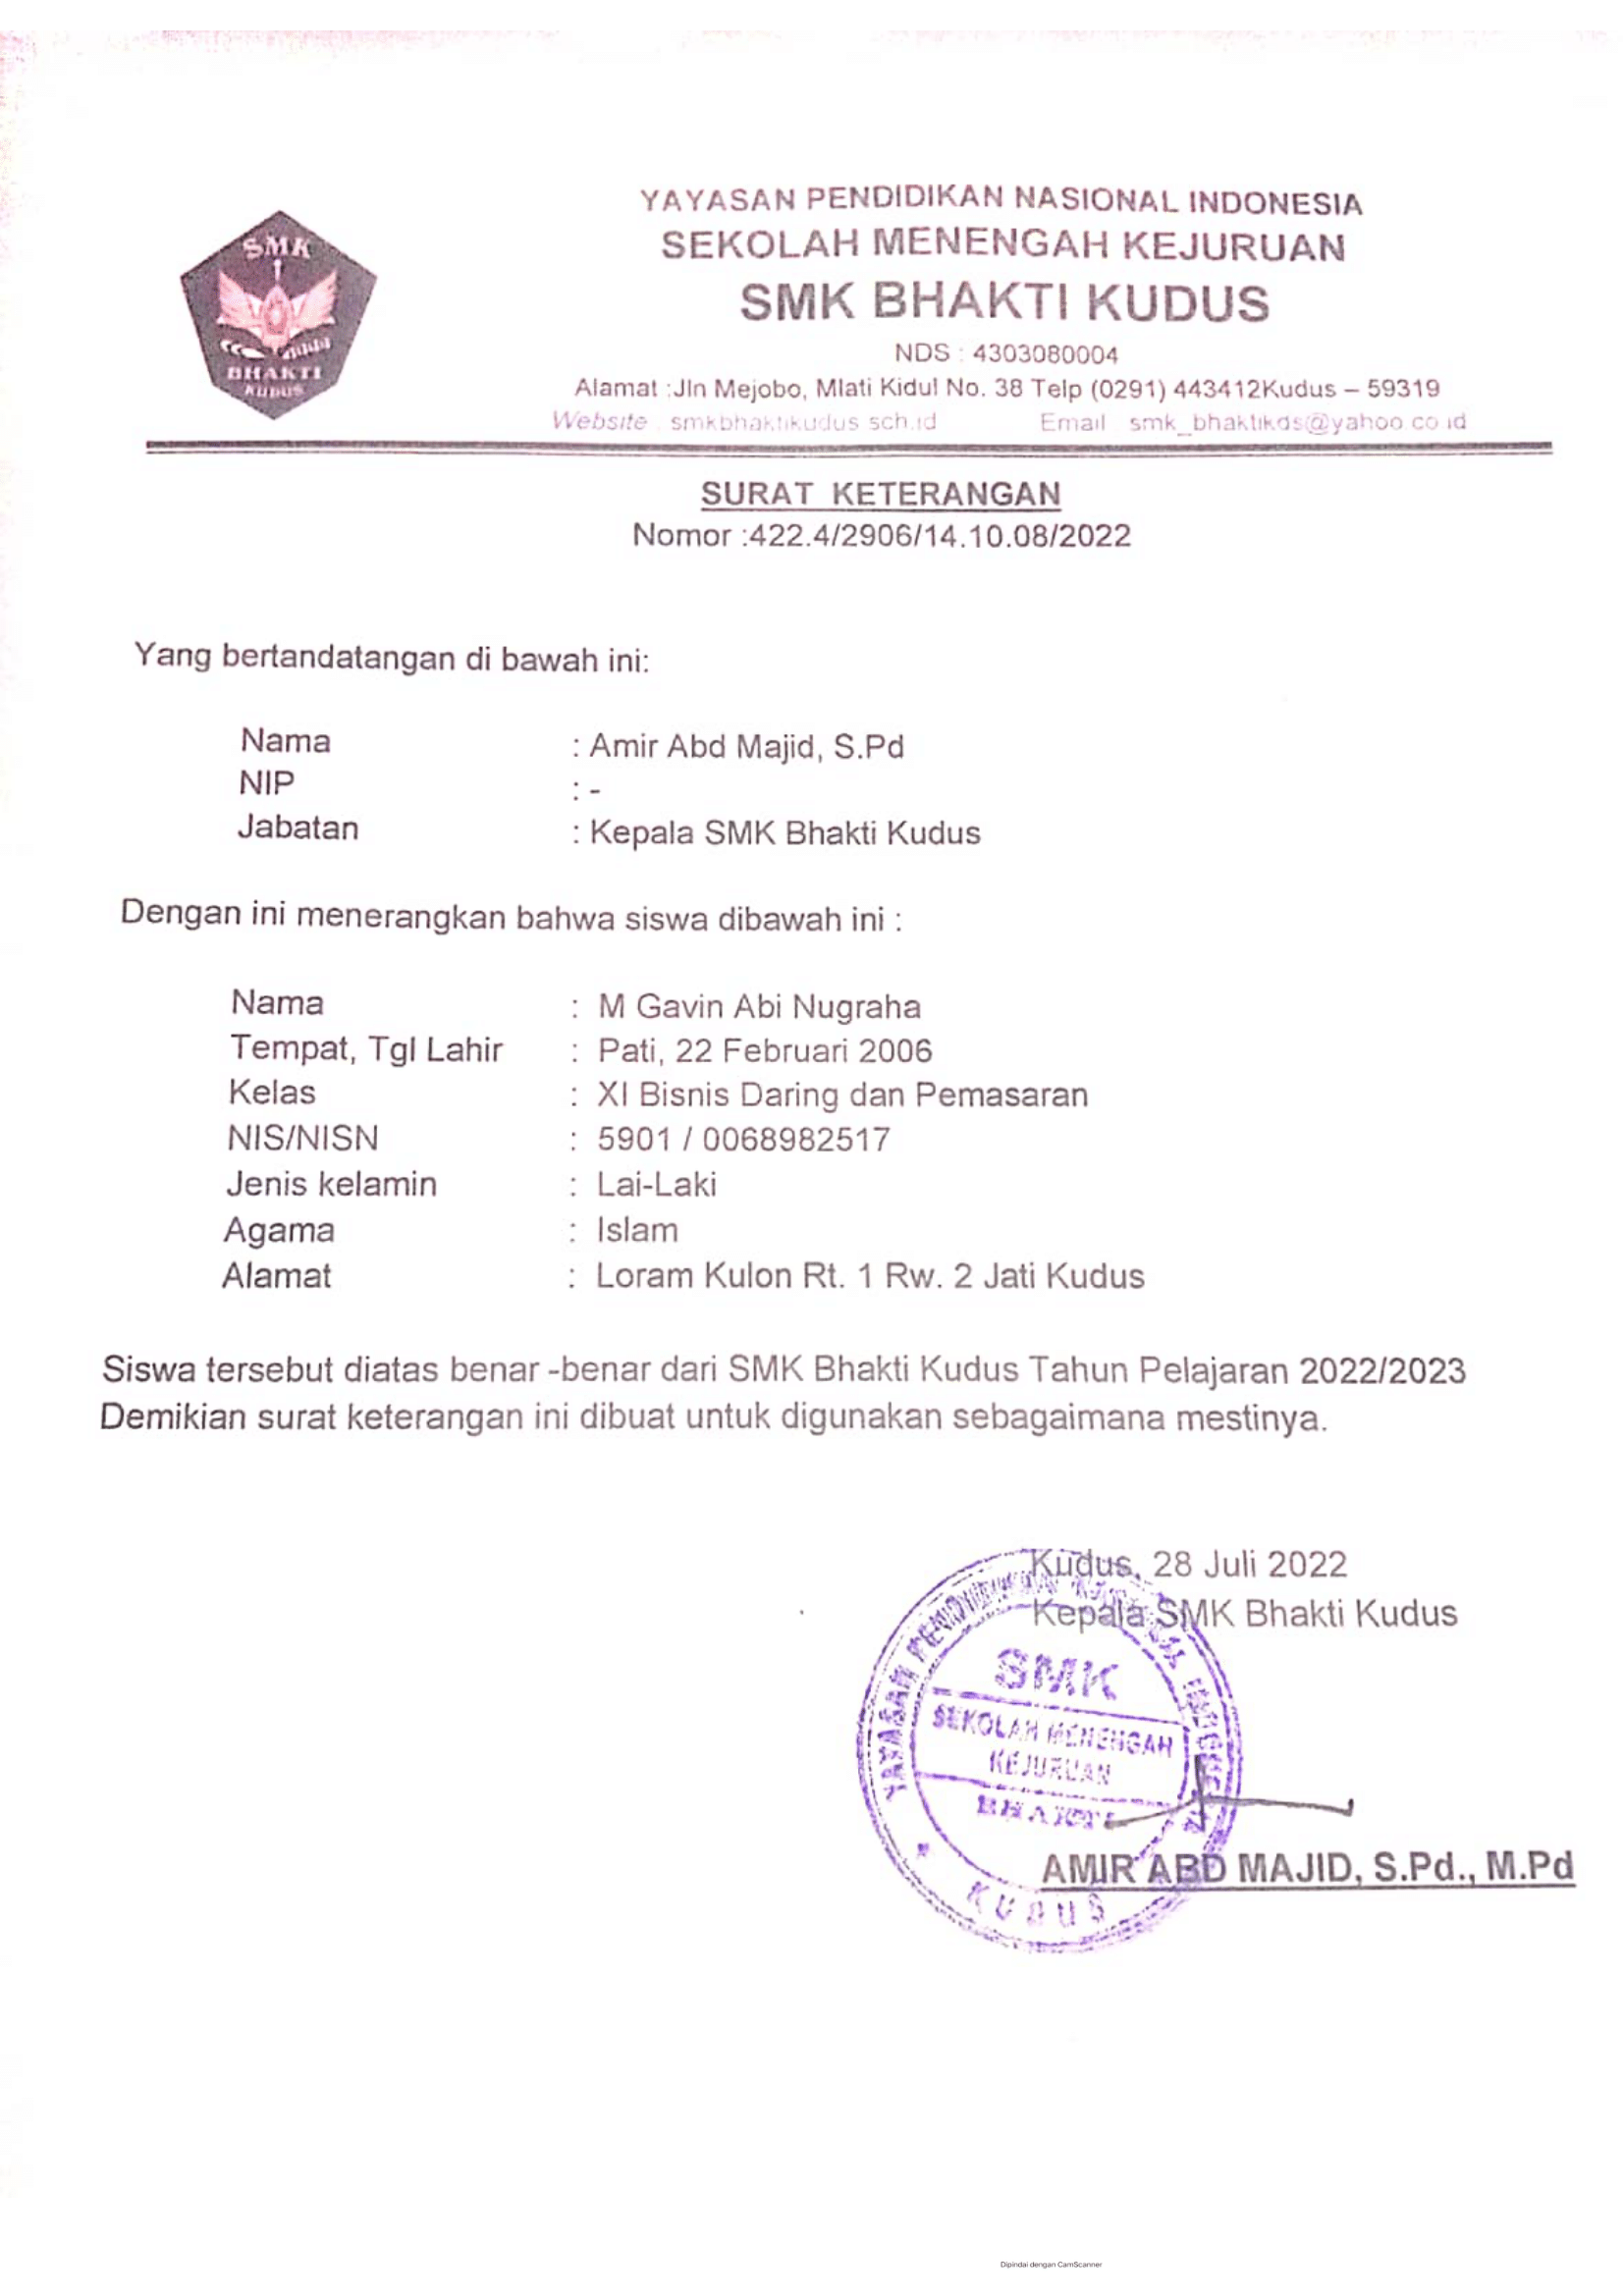 SMK
BHAKTI
KUDUS
YAYASAN PENDIDIKAN NASIONAL INDONESIA
SEKOLAH MENENGAH KEJURUAN
SMK BHAKTI KUDUS
NDS : 4303080004
Alamat :Jln Mejobo, Mlati Kidul No. 38 Telp (0291) 443412Kudus – 59319
Website : smkbhaktikudus.sch.id Email smk_bhaktikds@yahoo.co.id
SURAT KETERANGAN
Nomor :422.4/2906/14.10.08/2022
Yang bertandatangan di bawah ini:
Nama : Amir Abd Majid, S.Pd
NIP : -
Jabatan : Kepala SMK Bhakti Kudus
Dengan ini menerangkan bahwa siswa dibawah ini :
Nama : M Gavin Abi Nugraha
Tempat, Tgl Lahir : Pati, 22 Februari 2006
Kelas : XI Bisnis Daring dan Pemasaran
NIS/NISN : 5901 / 0068982517
Jenis kelamin : Lai-Laki
Agama : Islam
Alamat : Loram Kulon Rt. 1 Rw. 2 Jati Kudus
Siswa tersebut diatas benar -benar dari SMK Bhakti Kudus Tahun Pelajaran 2022/2023
Demikian surat keterangan ini dibuat untuk digunakan sebagaimana mestinya.
Kudus, 28 Juli 2022
Kepala SMK Bhakti Kudus
YAYASAN PENDIDIKAN NASIONAL INDONESIA
SMK
SEKOLAH MENENGAH
KEJURUAN
BHAKTI
KUDUS
AMIR ABD MAJID, S.Pd., M.Pd
Dipindai dengan CamScanner